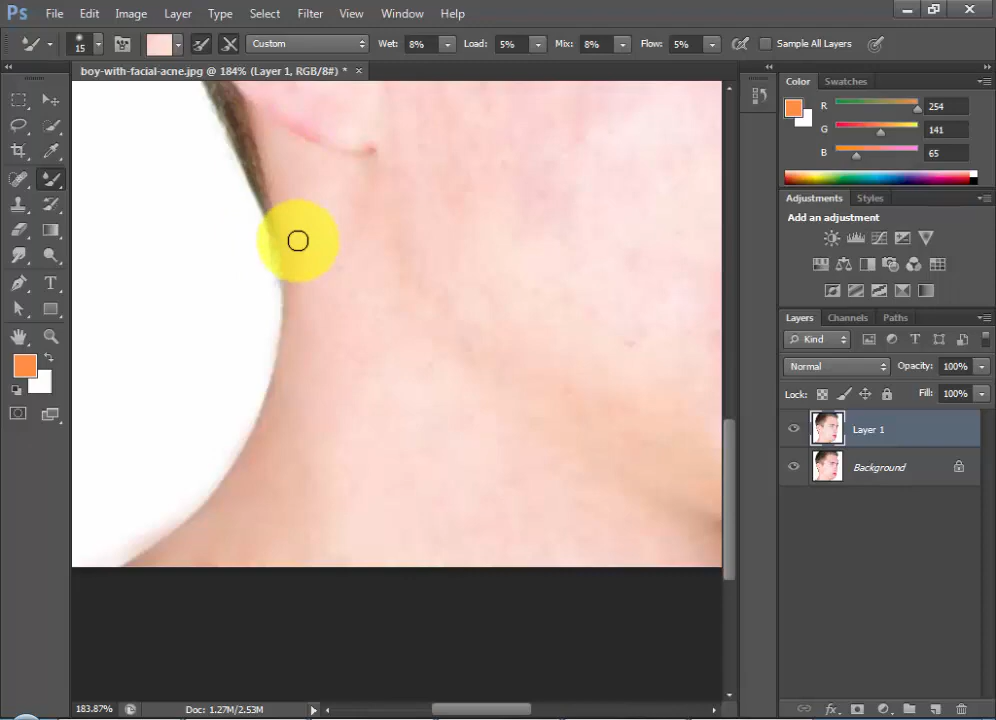 Ps File Edit Image Layer Type Select Filter View Window Help
15 Custom Wet: 8% Load: 5% Mix: 8% Flow: 5% Sample All Layers
boy-with-facial-acne.jpg @ 184% (Layer 1, RGB/8#) * ×
Color Swatches
R 254
G 141
B 65
Adjustments Styles
Add an adjustment
Layers Channels Paths
Kind
Normal Opacity: 100%
Lock: Fill: 100%
Layer 1
Background
183.87% Doc: 1.27M/2.53M